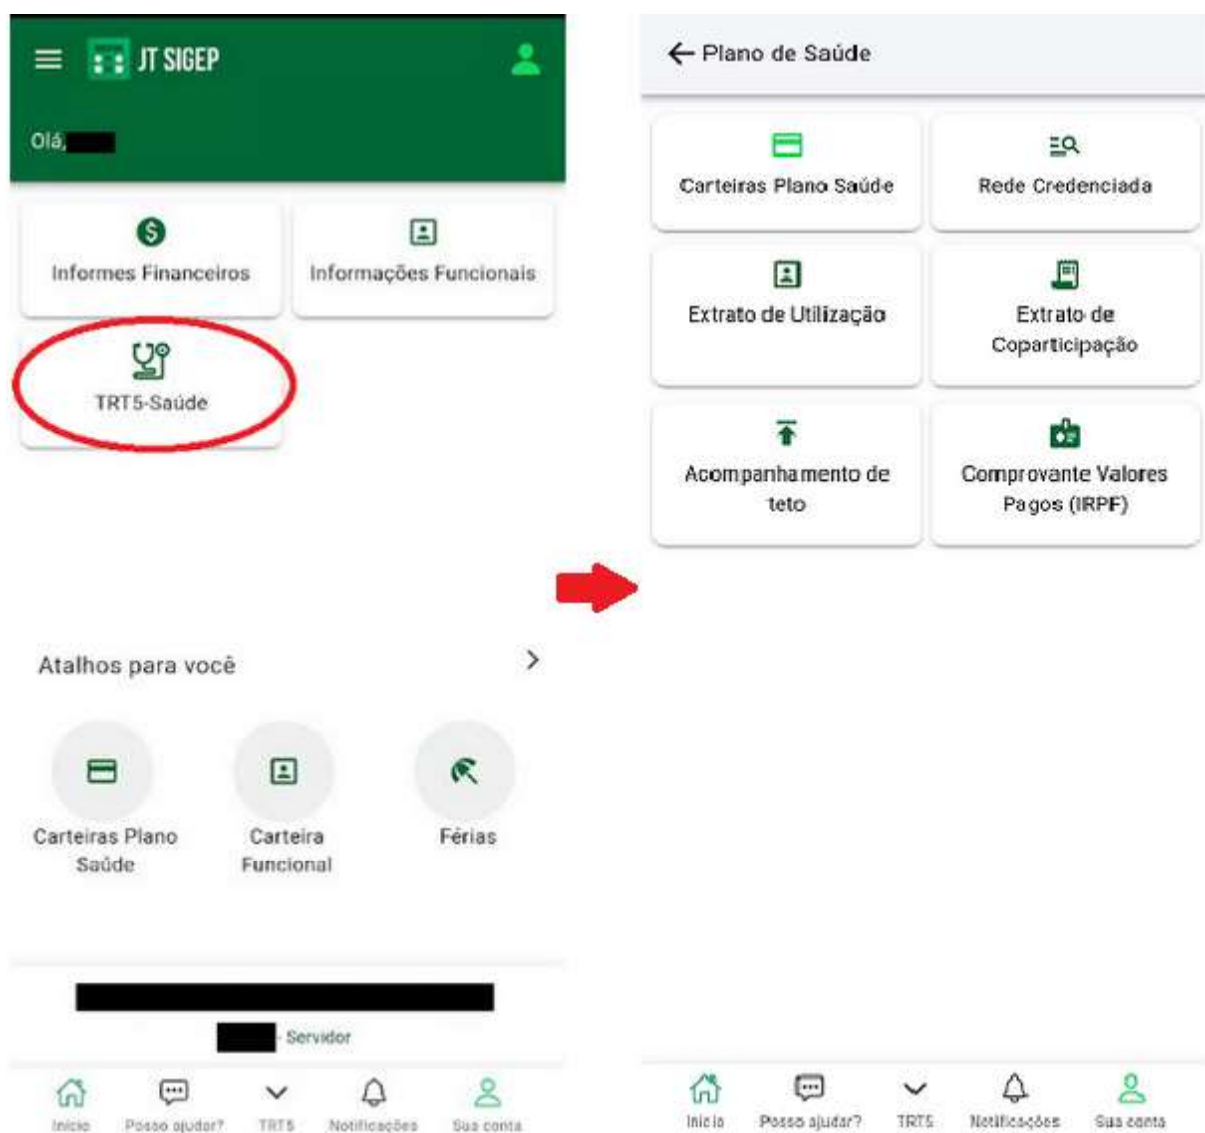 JT SIGEP
Olá,
Informes Financeiros
Informações Funcionais
TRT5-Saúde
Atalhos para você
Carteiras Plano
Saúde
Carteira
Funcional
Férias
- Servidor
Início
Posso ajudar?
TRT5
Notificações
Sua conta
Plano de Saúde
Carteiras Plano Saúde
Rede Credenciada
Extrato de Utilização
Extrato de
Coparticipação
Acompanhamento de
teto
Comprovante Valores
Pagos (IRPF)
Início
Posso ajudar?
TRT5
Notificações
Sua conta